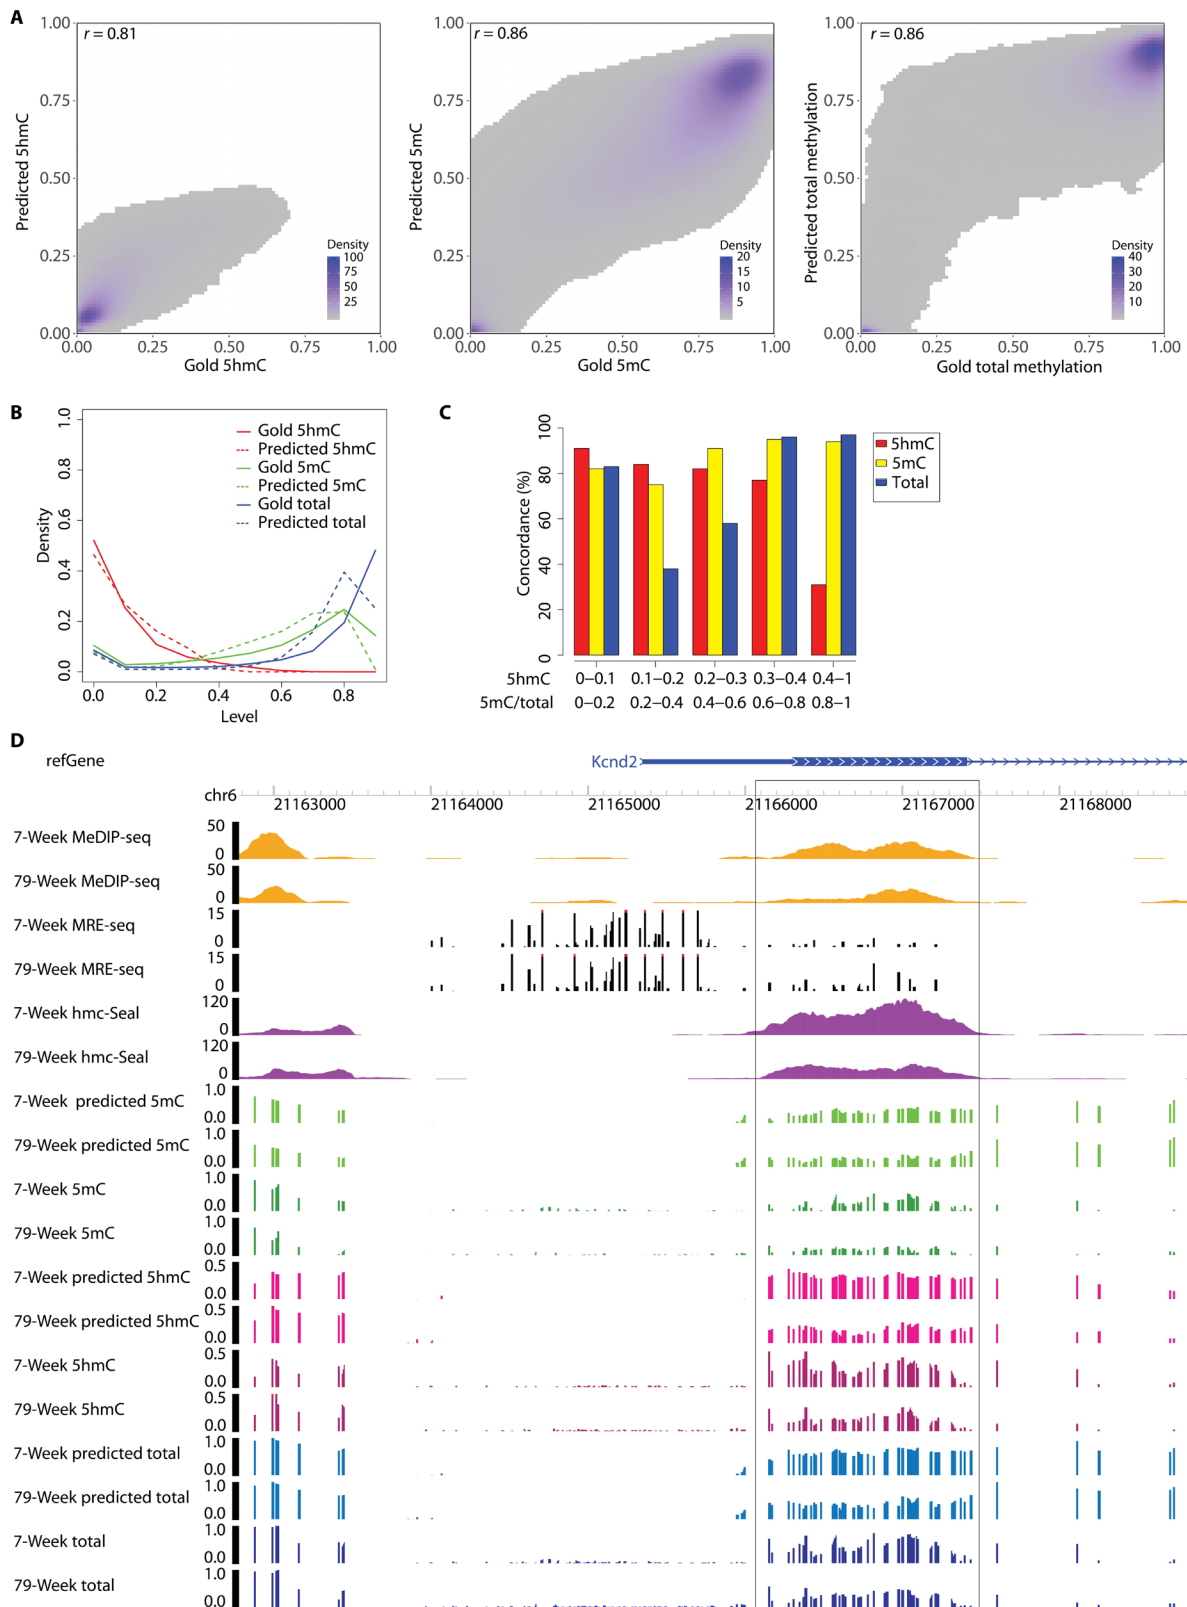 A
r = 0.81
r = 0.86
r = 0.86
Predicted 5hmC
1.00
0.75
0.50
0.25
0.00
0.00 0.25 0.50 0.75 1.00
Gold 5hmC
Density
100
75
50
25
Predicted 5mC
1.00
0.75
0.50
0.25
0.00
0.00 0.25 0.50 0.75 1.00
Gold 5mC
Density
20
15
10
5
Predicted total methylation
1.00
0.75
0.50
0.25
0.00
0.00 0.25 0.50 0.75 1.00
Gold total methylation
Density
40
30
20
10
B
Density
1.0
0.8
0.6
0.4
0.2
0.0
0.0 0.2 0.4 0.6 0.8
Level
Gold 5hmC
Predicted 5hmC
Gold 5mC
Predicted 5mC
Gold total
Predicted total
C
Concordance (%)
100
80
60
40
20
0
5hmC
5mC
Total
5hmC 0–0.1 0.1–0.2 0.2–0.3 0.3–0.4 0.4–1
5mC/total 0–0.2 0.2–0.4 0.4–0.6 0.6–0.8 0.8–1
D
refGene
Kcnd2
chr6
21163000 21164000 21165000 21166000 21167000 21168000
7-Week MeDIP-seq
50
0
79-Week MeDIP-seq
50
0
7-Week MRE-seq
15
0
79-Week MRE-seq
15
0
7-Week hmc-Seal
120
0
79-Week hmc-Seal
120
0
7-Week predicted 5mC
1.0
0.0
79-Week predicted 5mC
1.0
0.0
7-Week 5mC
1.0
0.0
79-Week 5mC
1.0
0.0
7-Week predicted 5hmC
0.5
0.0
79-Week predicted 5hmC
0.5
0.0
7-Week 5hmC
0.5
0.0
79-Week 5hmC
0.5
0.0
7-Week predicted total
1.0
0.0
79-Week predicted total
1.0
0.0
7-Week total
1.0
0.0
79-Week total
1.0
0.0